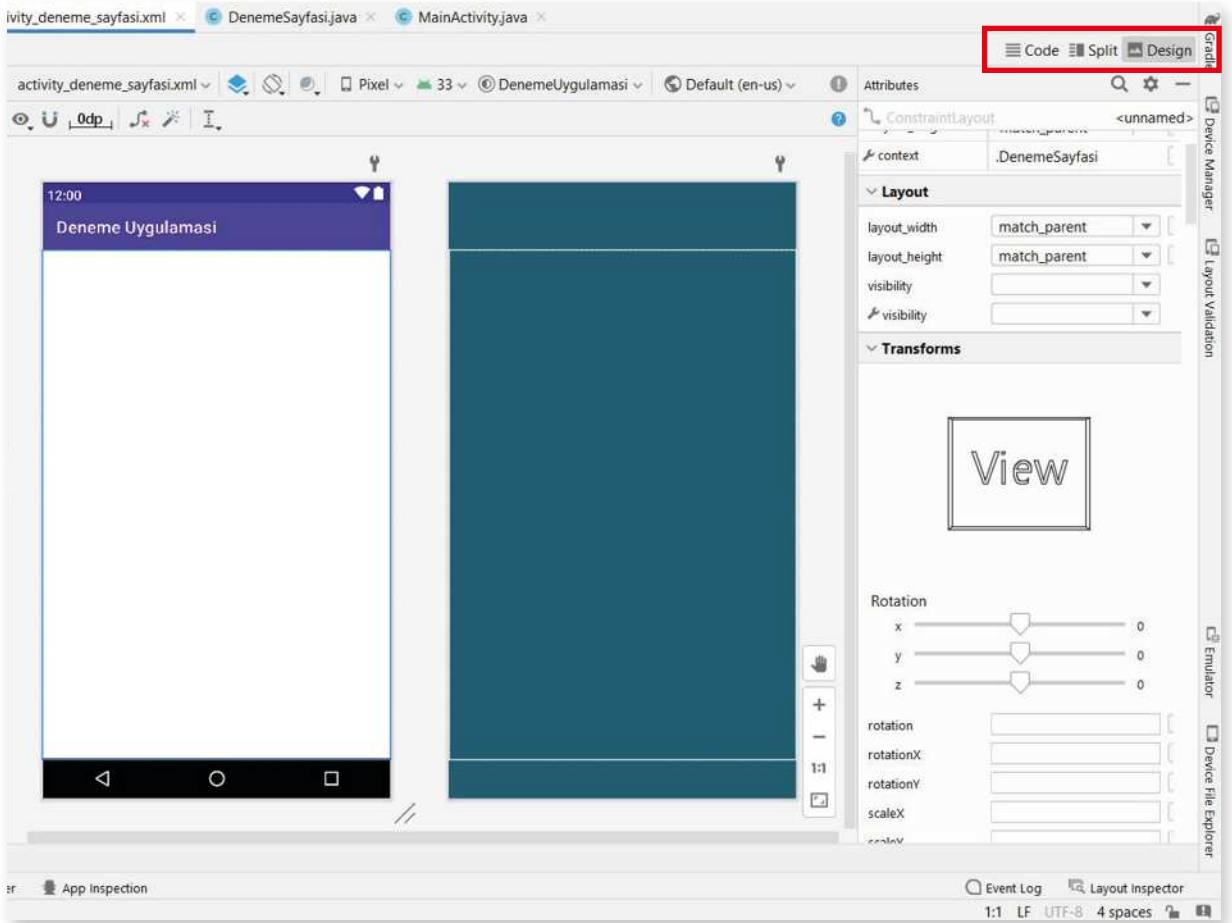 ivity_deneme_sayfasi.xml DenemeSayfasi.java MainActivity.java
Code Split Design
activity_deneme_sayfasi.xml Pixel 33 DenemeUygulamasi Default (en-us)
0dp
12:00
Deneme Uygulamasi
Attributes
ConstraintLayout <unnamed>
match_parent
context .DenemeSayfasi
Layout
layout_width match_parent
layout_height match_parent
visibility
visibility
Transforms
View
Rotation
x 0
y 0
z 0
rotation
rotationX
rotationY
scaleX
scaleY
1:1
Gradle
Device Manager
Layout Validation
Emulator
Device File Explorer
er App Inspection Event Log Layout Inspector
1:1 LF UTF-8 4 spaces